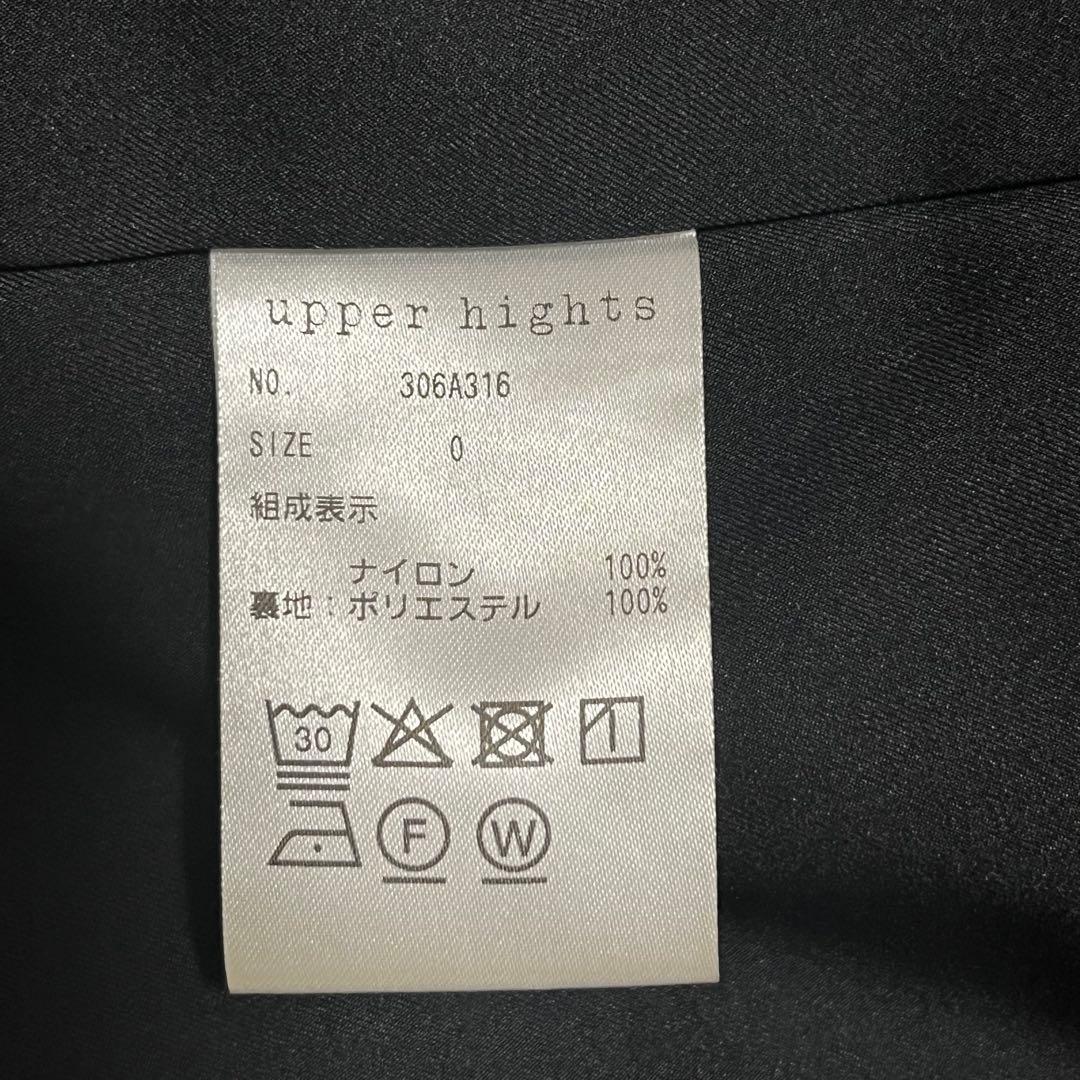 upper hights
NO. 306A316
SIZE 0
組成表示
ナイロン 100%
裏地:ポリエステル 100%
30
F W